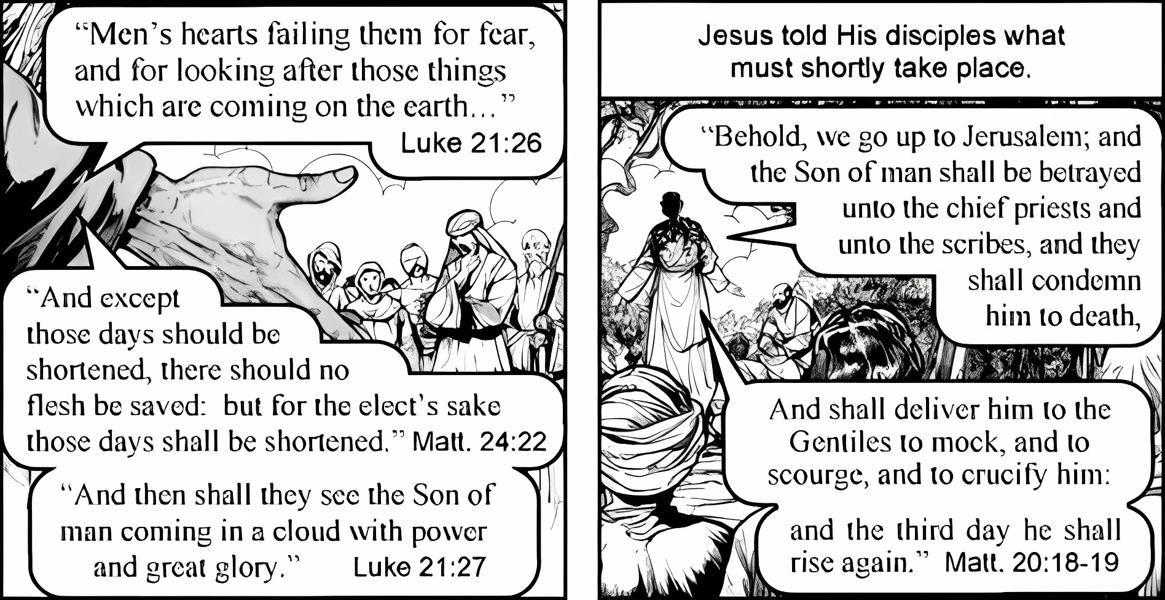 “Men’s hearts failing them for fear,
and for looking after those things
which are coming on the earth...”
Luke 21:26
“And except
those days should be
shortened, there should no
flesh be saved: but for the elect’s sake
those days shall be shortened.” Matt. 24:22
“And then shall they see the Son of
man coming in a cloud with power
and great glory.” Luke 21:27
Jesus told His disciples what
must shortly take place.
“Behold, we go up to Jerusalem; and
the Son of man shall be betrayed
unto the chief priests and
unto the scribes, and they
shall condemn
him to death,
And shall deliver him to the
Gentiles to mock, and to
scourge, and to crucify him:
and the third day he shall
rise again.” Matt. 20:18-19